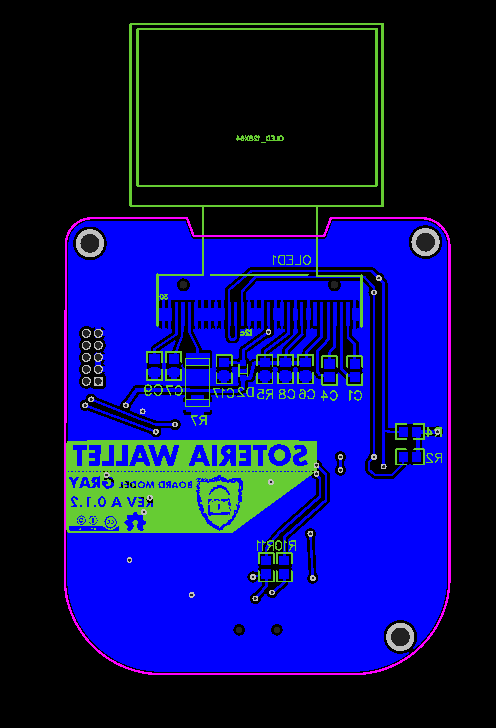 OLED_128X64
OLED1
30
C9 C7 C17 D2 R5 C8 C6 C4 C1
R7
R4
R2
SOTERIA WALLET
BOARD MODEL GRAY
REV A 0.1.2
R10 R11